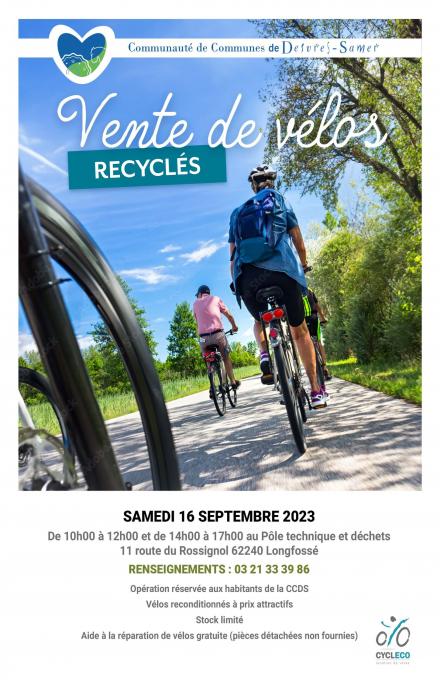 Communauté de Communes de Desvres-Samer
Vente de vélos
RECYCLÉS
SAMEDI 16 SEPTEMBRE 2023
De 10h00 à 12h00 et de 14h00 à 17h00 au Pôle technique et déchets
11 route du Rossignol 62240 Longfossé
RENSEIGNEMENTS : 03 21 33 39 86
Opération réservée aux habitants de la CCDS
Vélos reconditionnés à prix attractifs
Stock limité
Aide à la réparation de vélos gratuite (pièces détachées non fournies)
CYCLECO